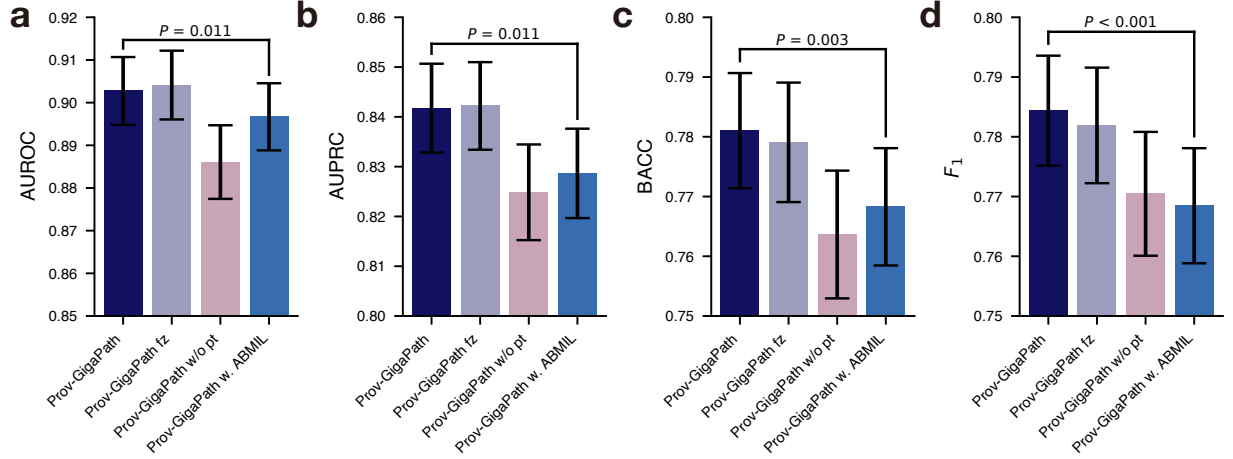 a
0.92
0.91
0.90
0.89
0.88
0.87
0.86
0.85
AUROC
P = 0.011
Prov-GigaPath
Prov-GigaPath fz
Prov-GigaPath w/o pt
Prov-GigaPath w. ABMIL
b
0.86
0.85
0.84
0.83
0.82
0.81
0.80
AUPRC
P = 0.011
Prov-GigaPath
Prov-GigaPath fz
Prov-GigaPath w/o pt
Prov-GigaPath w. ABMIL
c
0.80
0.79
0.78
0.77
0.76
0.75
BACC
P = 0.003
Prov-GigaPath
Prov-GigaPath fz
Prov-GigaPath w/o pt
Prov-GigaPath w. ABMIL
d
0.80
0.79
0.78
0.77
0.76
0.75
F₁
P < 0.001
Prov-GigaPath
Prov-GigaPath fz
Prov-GigaPath w/o pt
Prov-GigaPath w. ABMIL